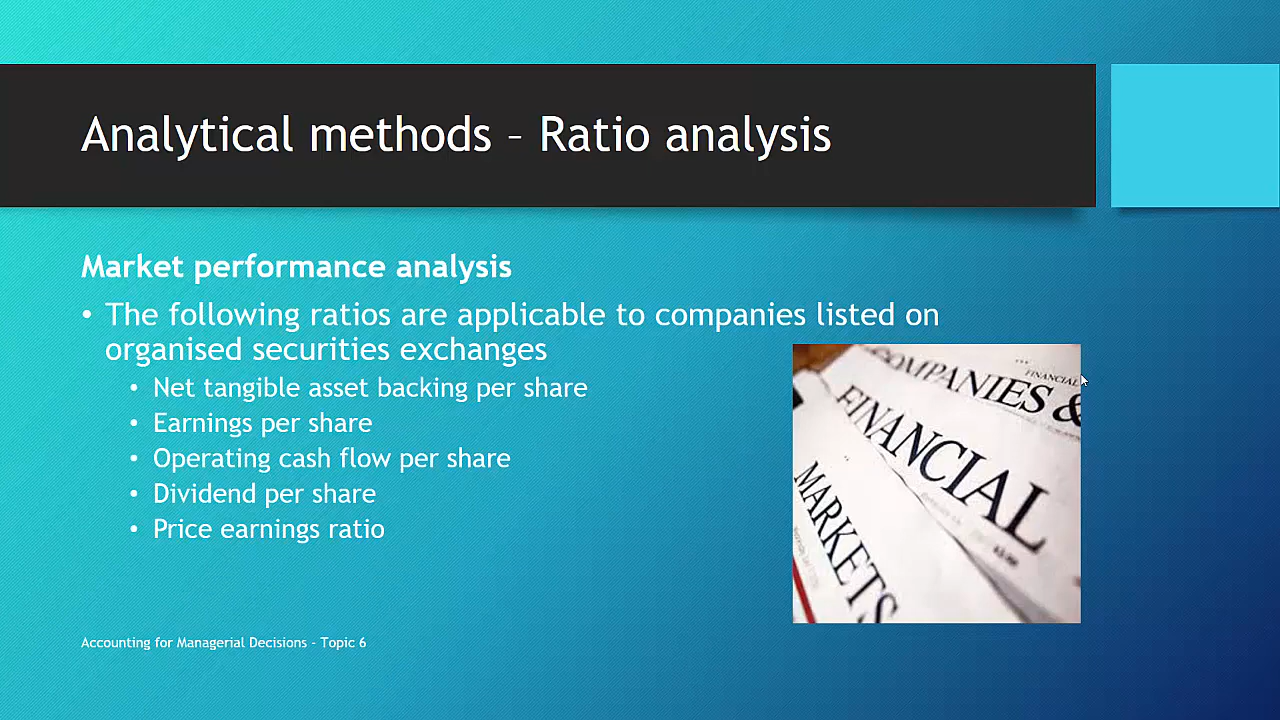 Analytical methods – Ratio analysis
Market performance analysis
• The following ratios are applicable to companies listed on
organised securities exchanges
• Net tangible asset backing per share
• Earnings per share
• Operating cash flow per share
• Dividend per share
• Price earnings ratio
COMPANIES &
FINANCIAL
FINANCIAL
MARKETS
Accounting for Managerial Decisions - Topic 6